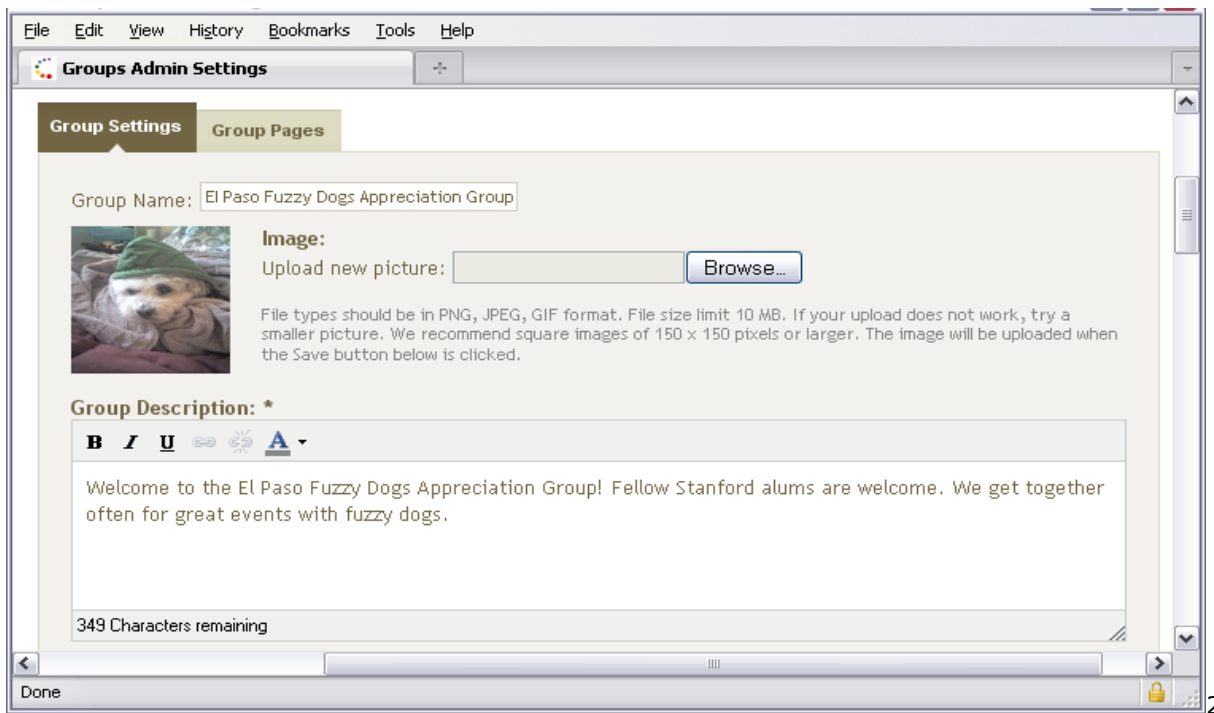 File Edit View History Bookmarks Tools Help
Groups Admin Settings
Group Settings Group Pages
Group Name: El Paso Fuzzy Dogs Appreciation Group
Image:
Upload new picture: Browse...
File types should be in PNG, JPEG, GIF format. File size limit 10 MB. If your upload does not work, try a
smaller picture. We recommend square images of 150 x 150 pixels or larger. The image will be uploaded when
the Save button below is clicked.
Group Description: *
B I U A
Welcome to the El Paso Fuzzy Dogs Appreciation Group! Fellow Stanford alums are welcome. We get together
often for great events with fuzzy dogs.
349 Characters remaining
Done
2